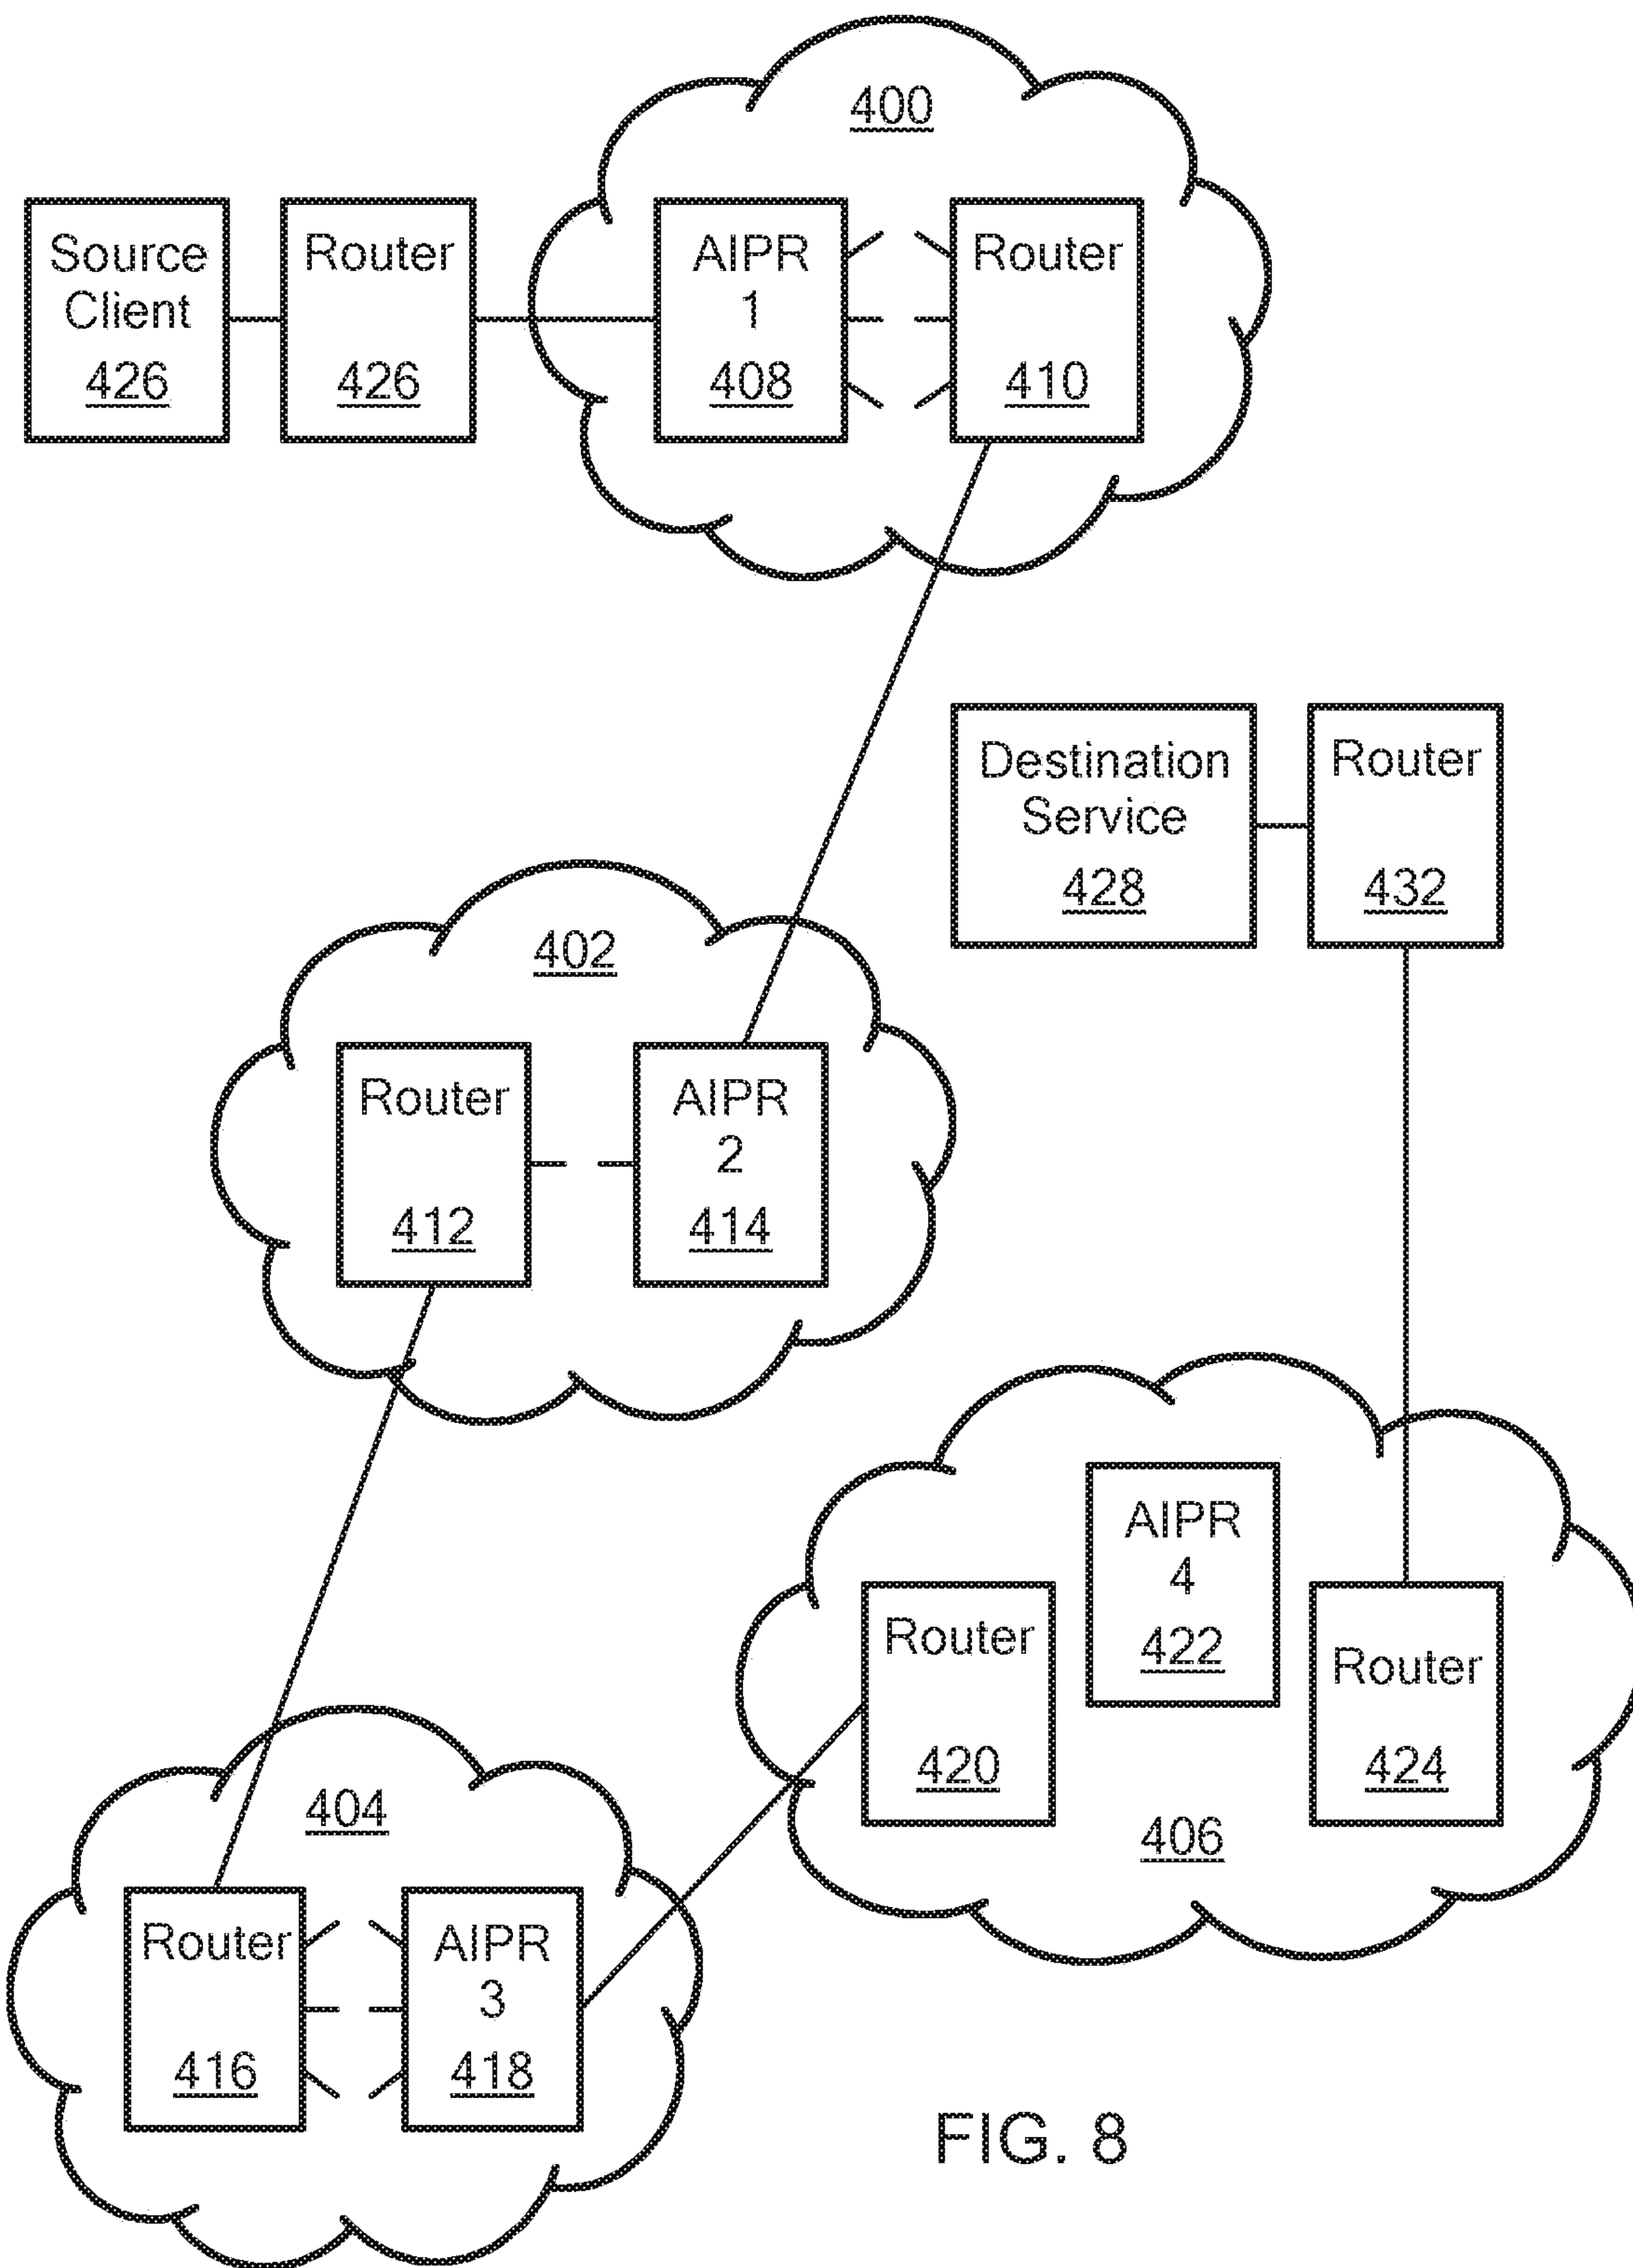 400
Source
Client
426
Router
426
AIPR
1
408
Router
410
Destination
Service
428
Router
432
402
Router
412
AIPR
2
414
AIPR
4
422
Router
420
Router
424
406
404
Router
416
AIPR
3
418
FIG. 8